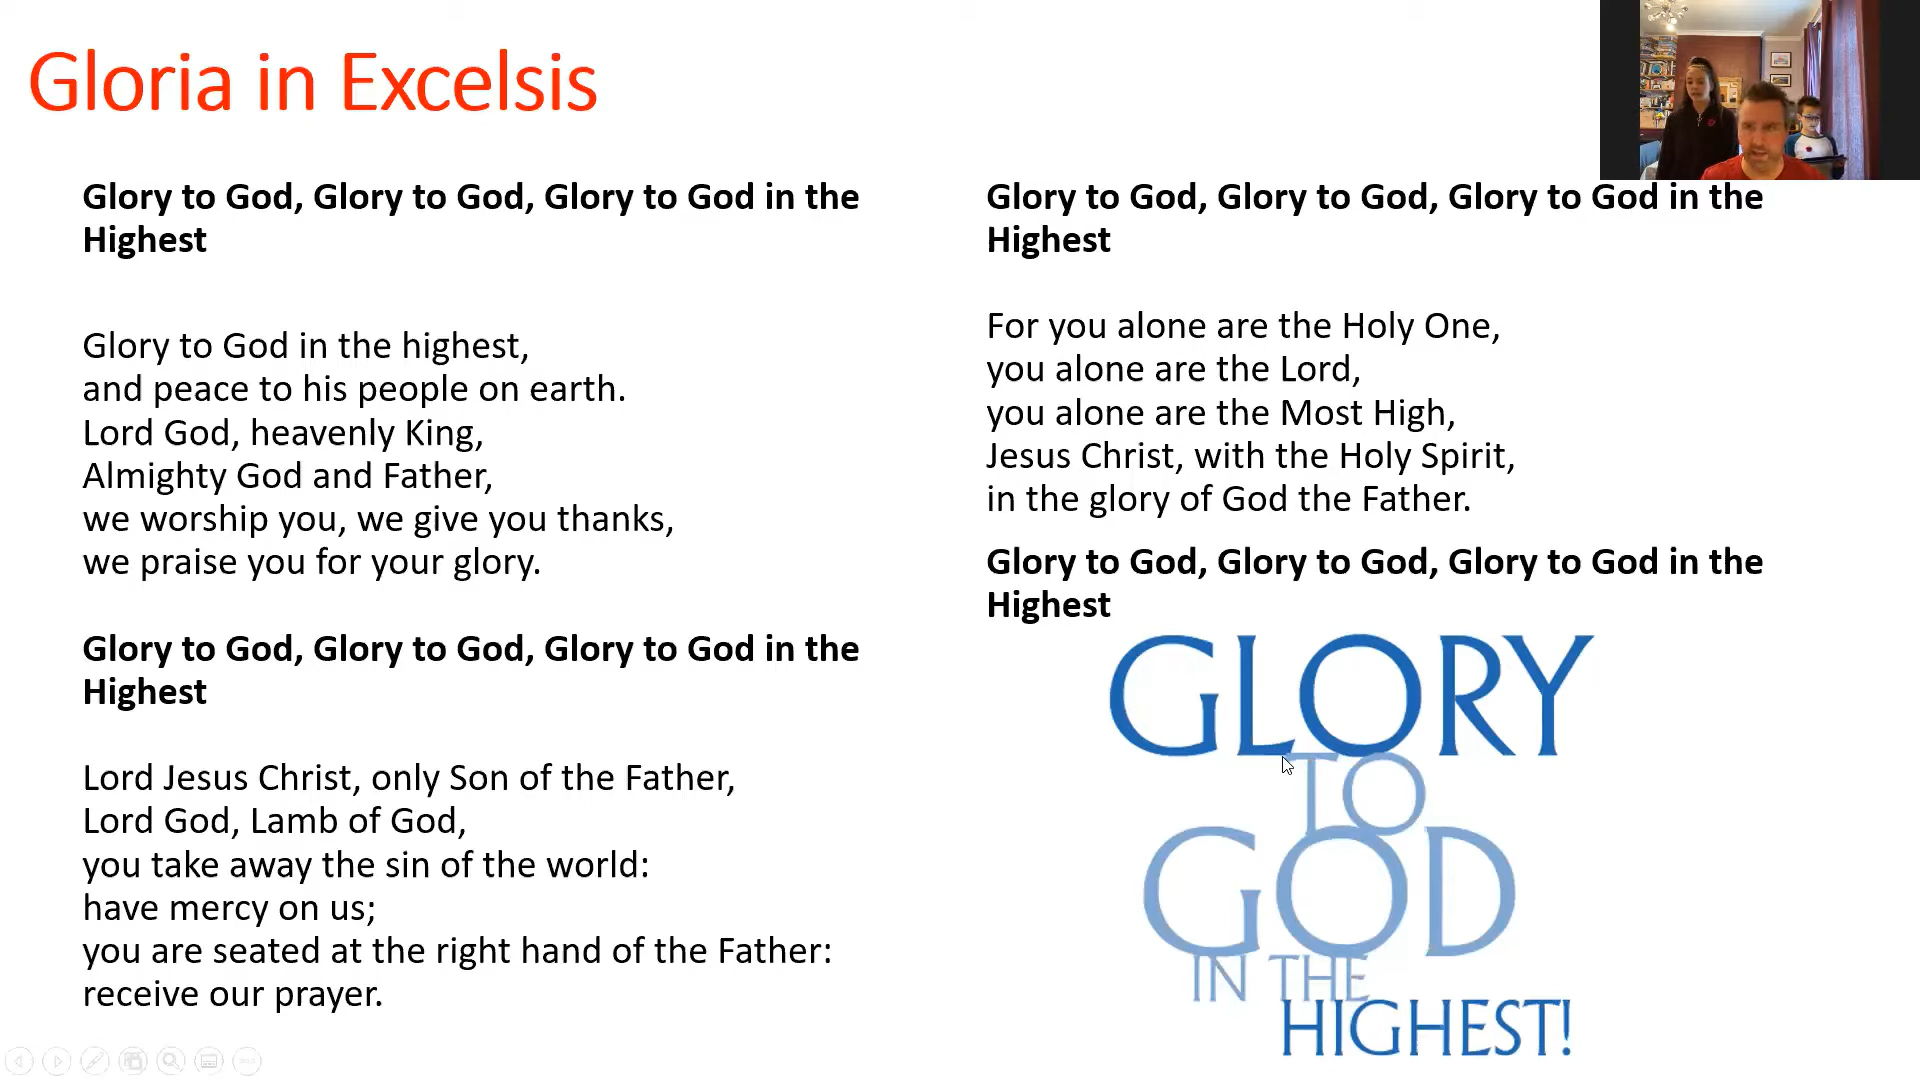 Gloria in Excelsis
Glory to God, Glory to God, Glory to God in the
Highest
Glory to God in the highest,
and peace to his people on earth.
Lord God, heavenly King,
Almighty God and Father,
we worship you, we give you thanks,
we praise you for your glory.
Glory to God, Glory to God, Glory to God in the
Highest
Lord Jesus Christ, only Son of the Father,
Lord God, Lamb of God,
you take away the sin of the world:
have mercy on us;
you are seated at the right hand of the Father:
receive our prayer.
Glory to God, Glory to God, Glory to God in the
Highest
For you alone are the Holy One,
you alone are the Lord,
you alone are the Most High,
Jesus Christ, with the Holy Spirit,
in the glory of God the Father.
Glory to God, Glory to God, Glory to God in the
Highest
GLORY
TO
GOD
IN THE
HIGHEST!